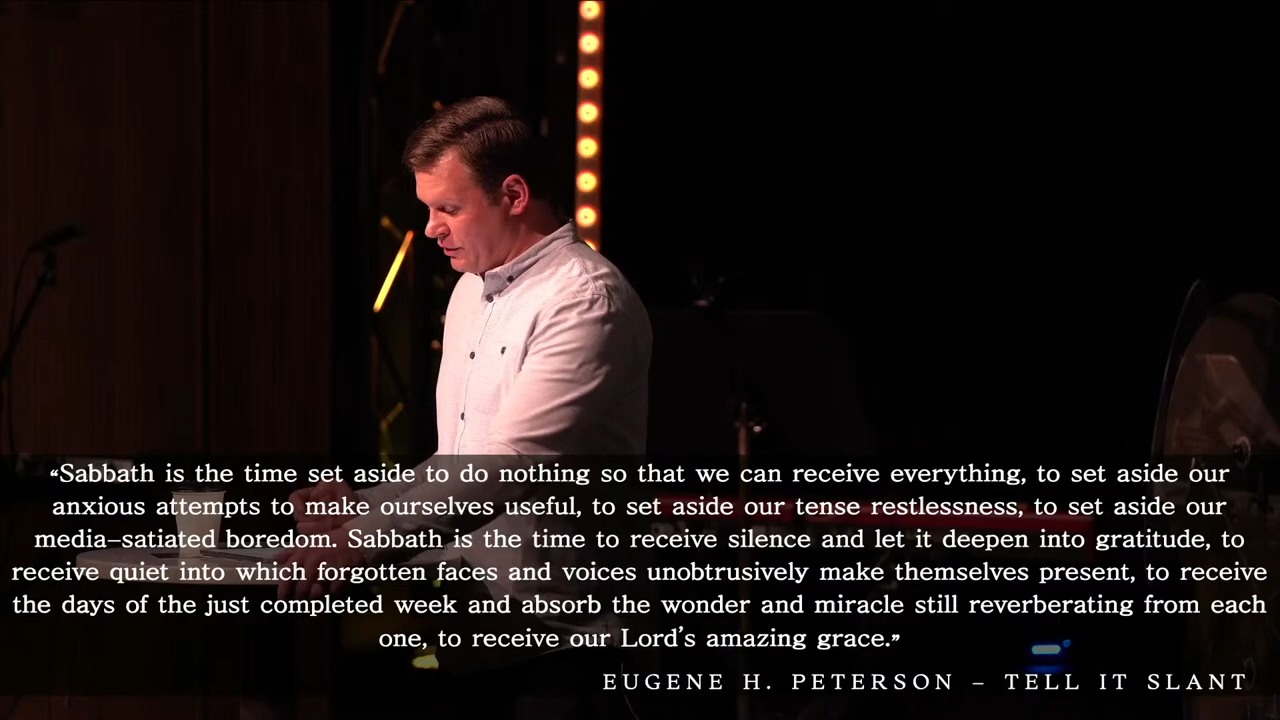 “Sabbath is the time set aside to do nothing so that we can receive everything, to set aside our
anxious attempts to make ourselves useful, to set aside our tense restlessness, to set aside our
media–satiated boredom. Sabbath is the time to receive silence and let it deepen into gratitude, to
receive quiet into which forgotten faces and voices unobtrusively make themselves present, to receive
the days of the just completed week and absorb the wonder and miracle still reverberating from each
one, to receive our Lord’s amazing grace.”
EUGENE H. PETERSON – TELL IT SLANT